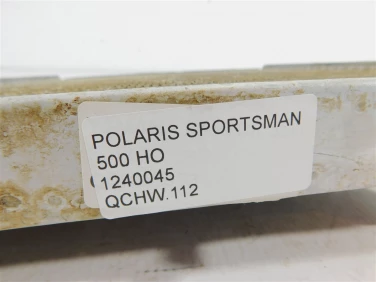 POLARIS SPORTSMAN
500 HO
1240045
QCHW.112